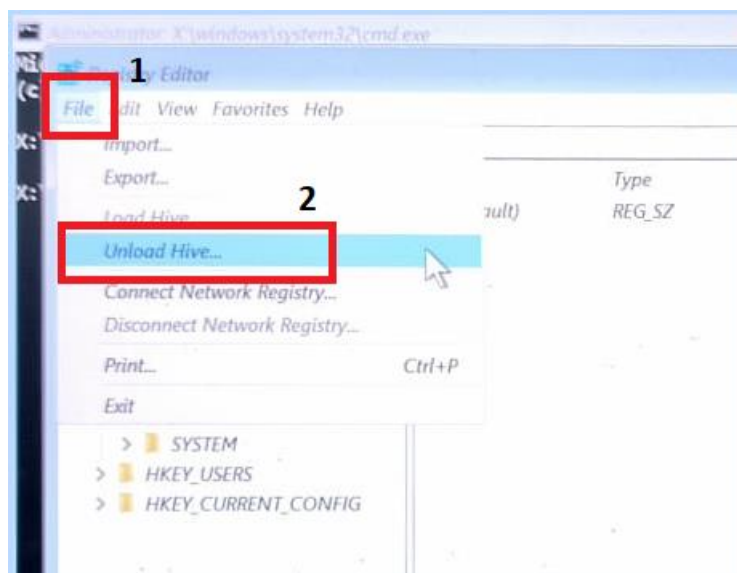 Administrator: X:\windows\system32\cmd.exe
1
Registry Editor
(c
File Edit View Favorites Help
X:\
Import...
Export...
Type
X:\
2
Load Hive...
ault)
REG_SZ
Unload Hive...
Connect Network Registry...
Disconnect Network Registry...
Print...
Ctrl+P
Exit
SYSTEM
HKEY_USERS
HKEY_CURRENT_CONFIG